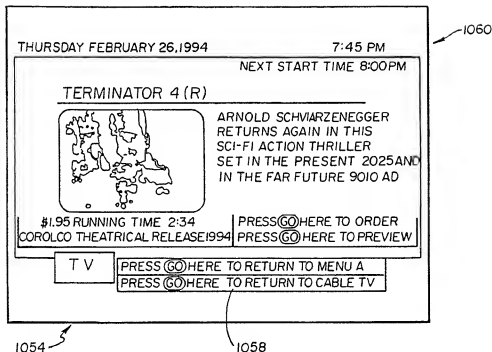 THURSDAY FEBRUARY 26,1994 7:45 PM
1060
NEXT START TIME 8:00PM
TERMINATOR 4 (R)
ARNOLD SCHVIARZENEGGER
RETURNS AGAIN IN THIS
SCI-FI ACTION THRILLER
SET IN THE PRESENT 2025AND
IN THE FAR FUTURE 9010 AD
$1.95 RUNNING TIME 2:34
COROLCO THEATRICAL RELEASE1994
PRESS GO HERE TO ORDER
PRESS GO HERE TO PREVIEW
TV
PRESS GO HERE TO RETURN TO MENU A
PRESS GO HERE TO RETURN TO CABLE TV
1054
1058